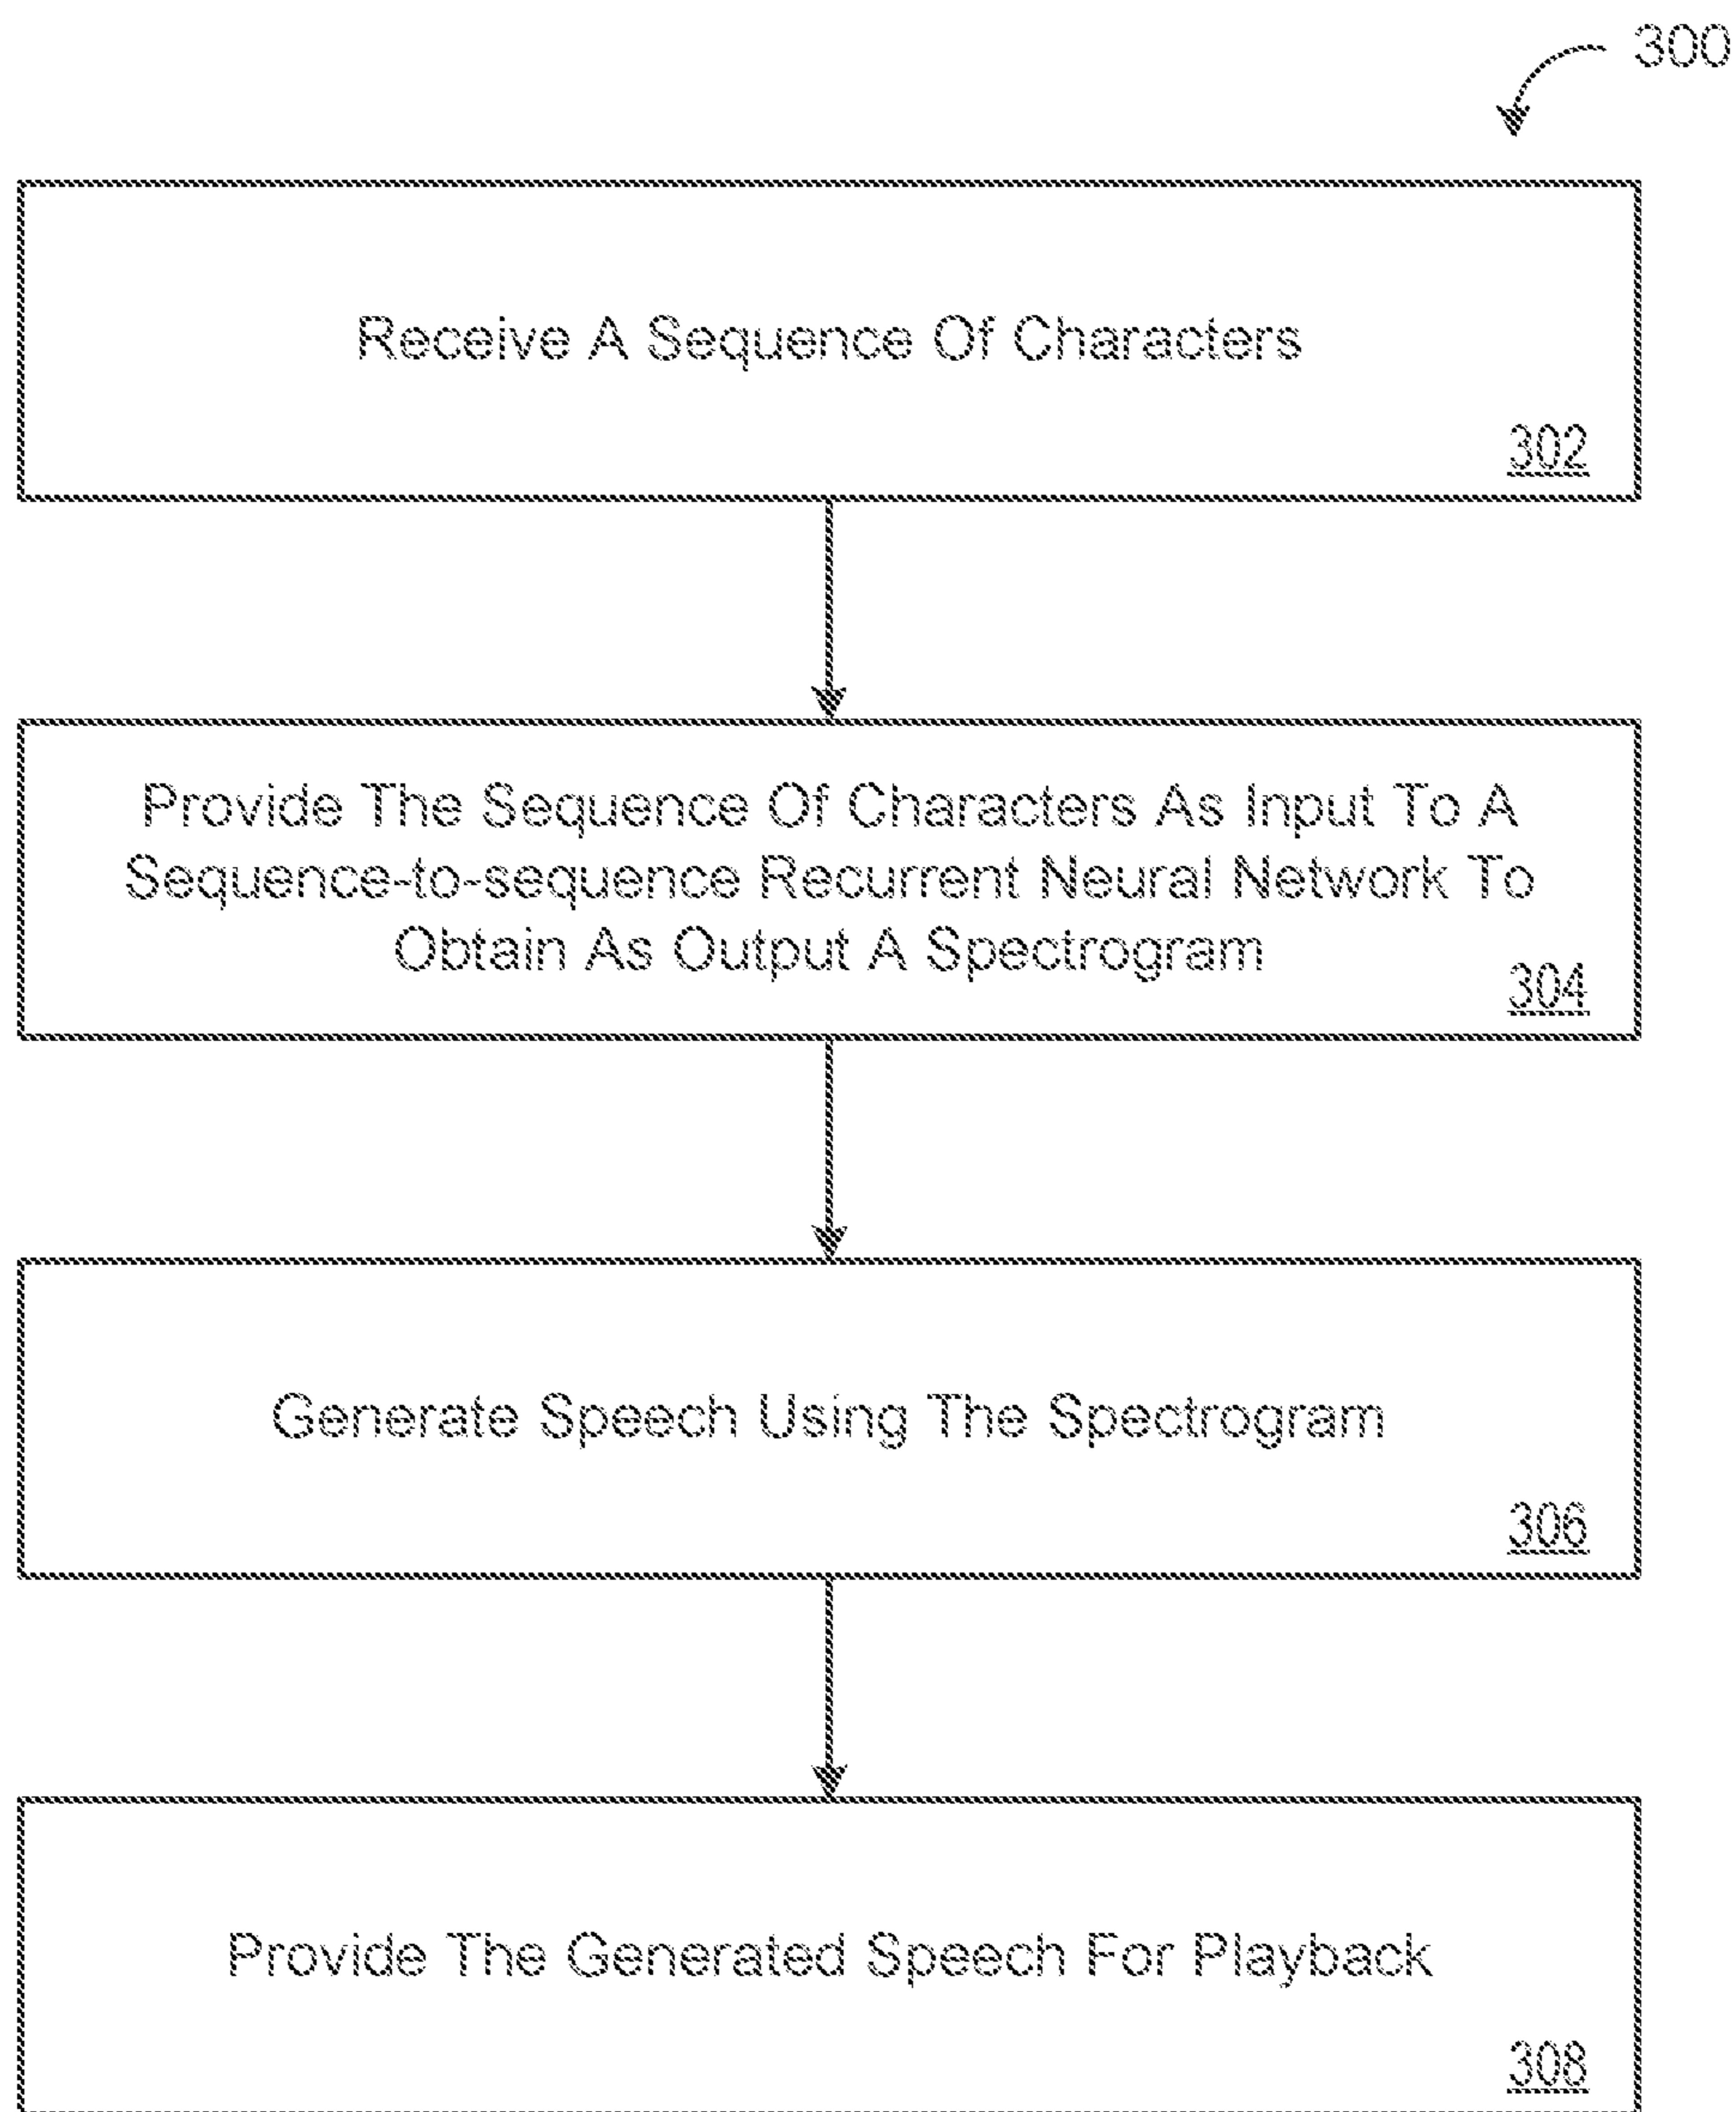 300
Receive A Sequence Of Characters
302
Provide The Sequence Of Characters As Input To A
Sequence-to-sequence Recurrent Neural Network To
Obtain As Output A Spectrogram
304
Generate Speech Using The Spectrogram
306
Provide The Generated Speech For Playback
308